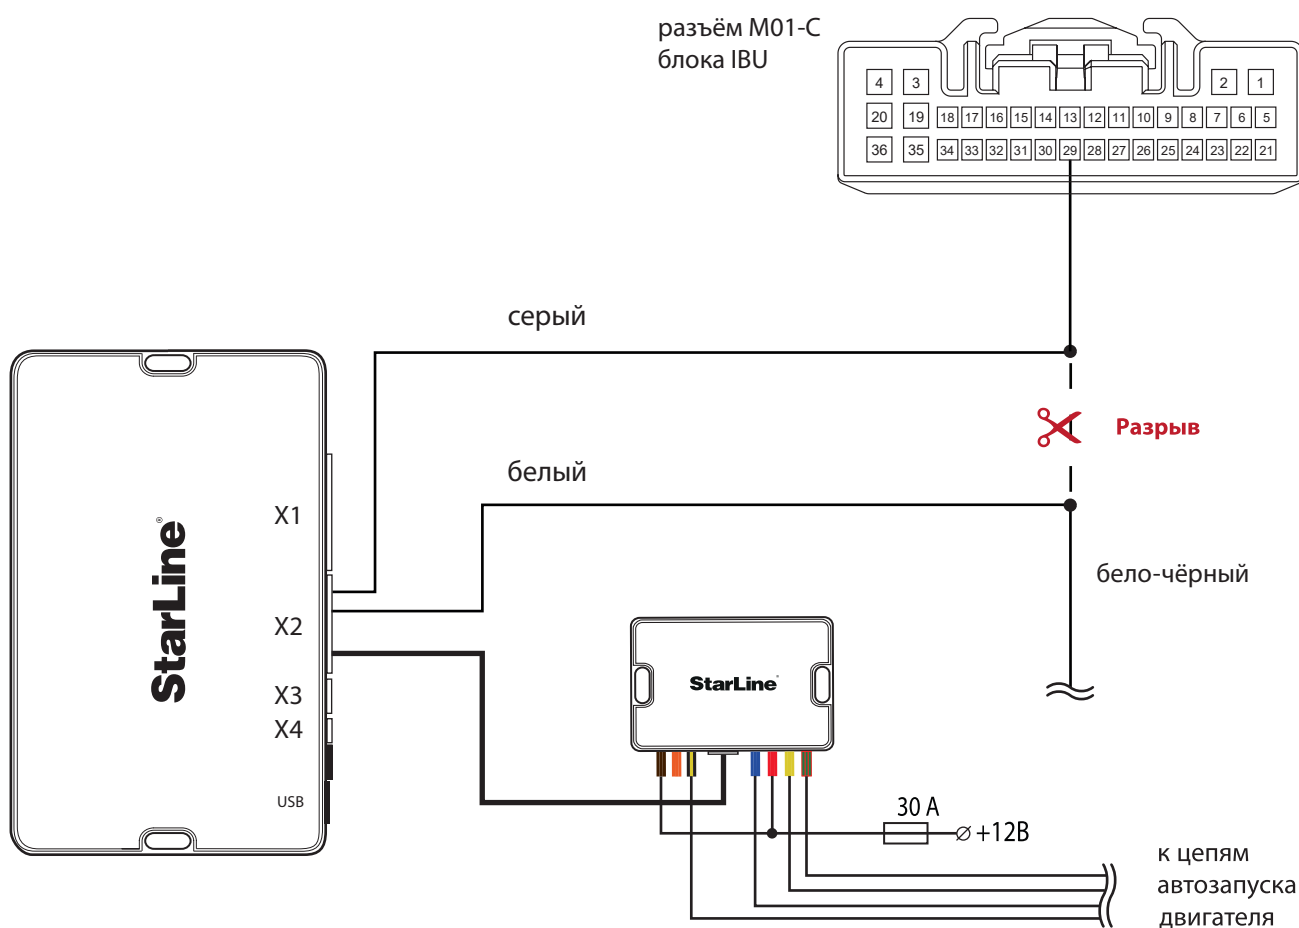 разъём M01-C
блока IBU
4 3 2 1
20 19 18 17 16 15 14 13 12 11 10 9 8 7 6 5
36 35 34 33 32 31 30 29 28 27 26 25 24 23 22 21
серый
Разрыв
белый
X1
StarLine®
бело-чёрный
X2
StarLine
X3
X4
USB
30 А
+12В
к цепям
автозапуска
двигателя